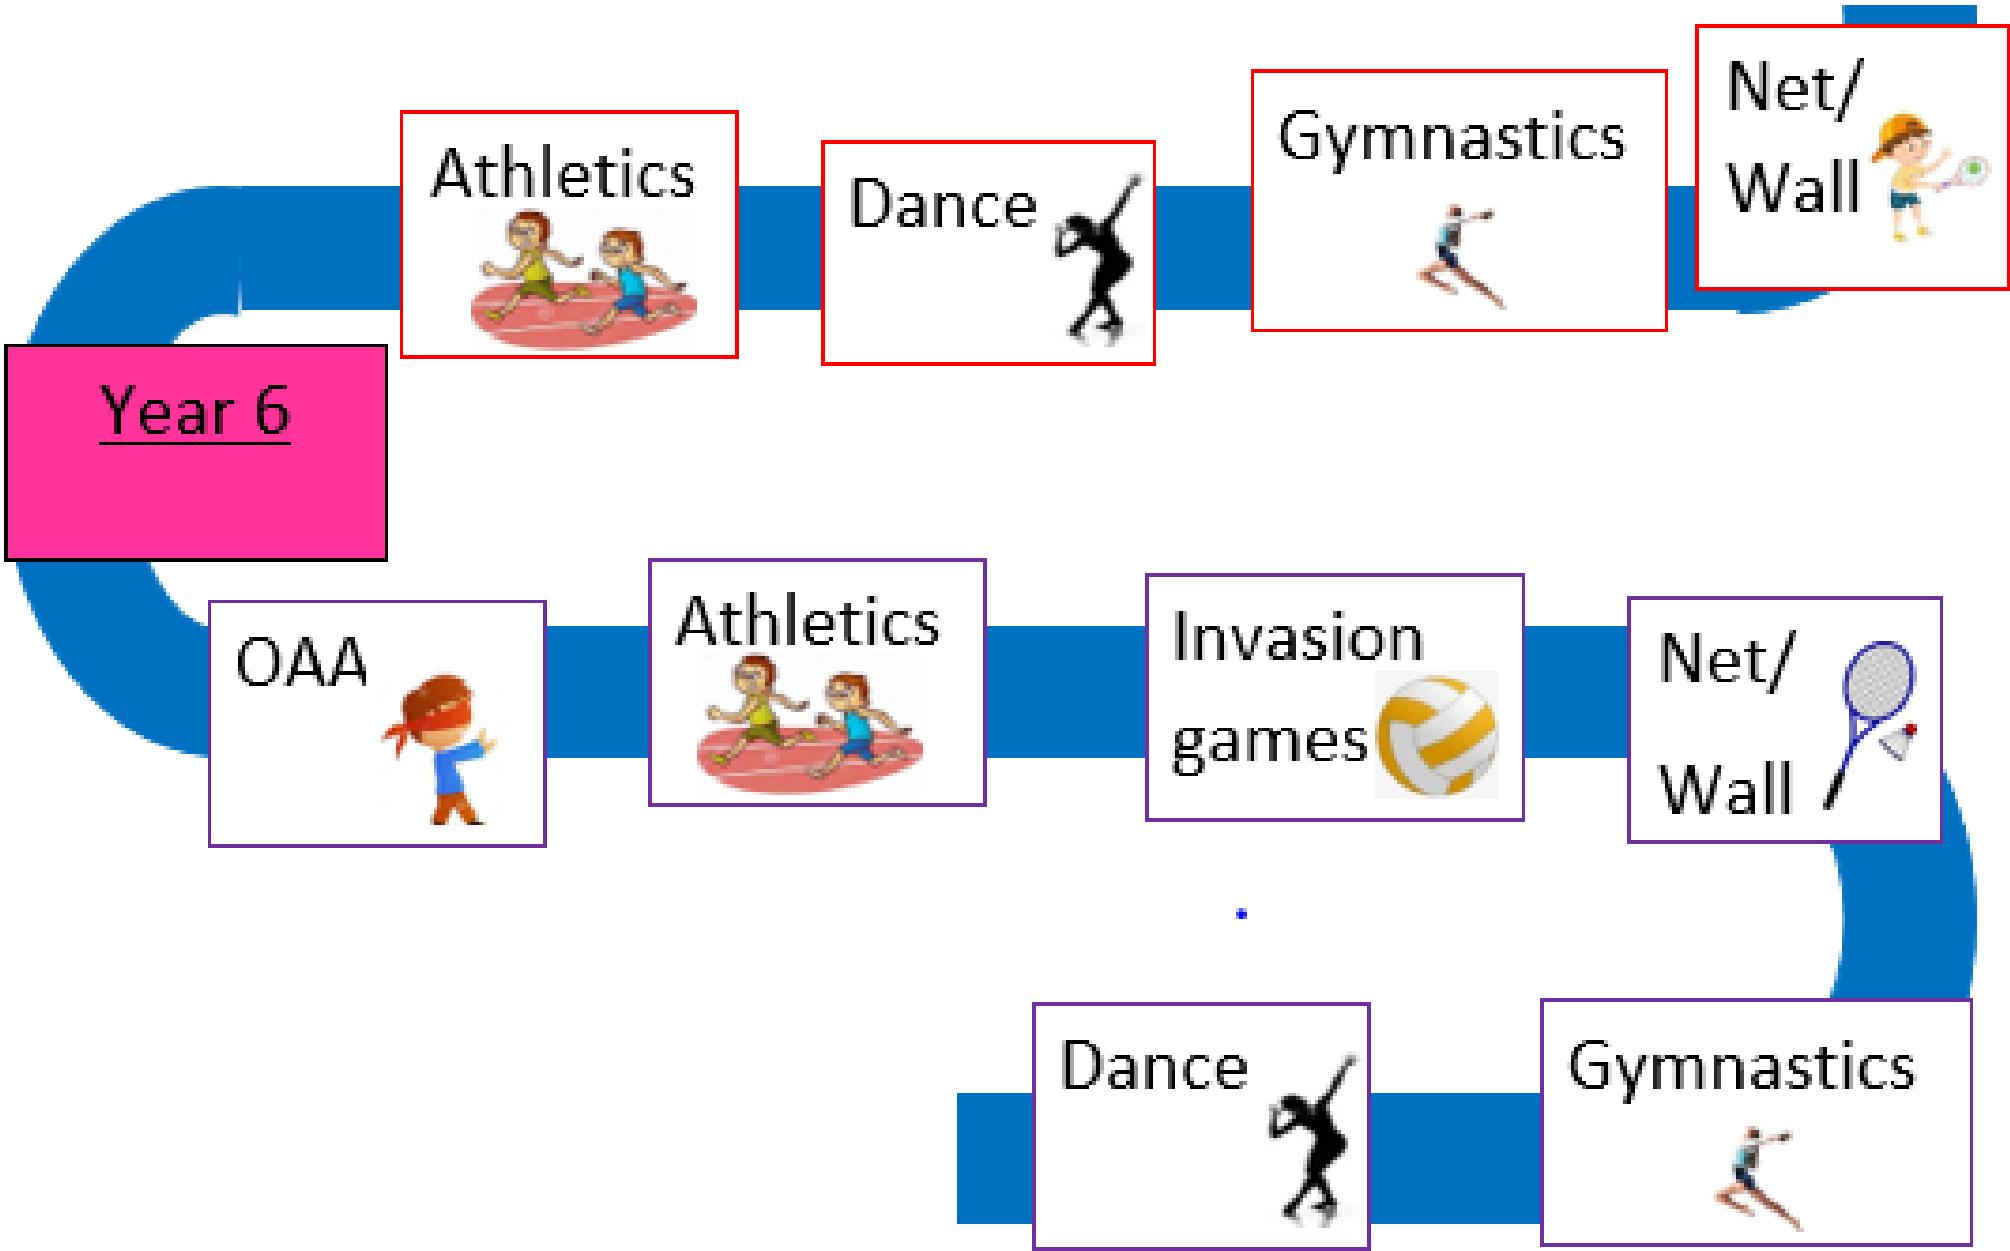 Net/
Wall
Gymnastics
Athletics
Dance
Year 6
OAA
Athletics
Invasion
games
Net/
Wall
Dance
Gymnastics